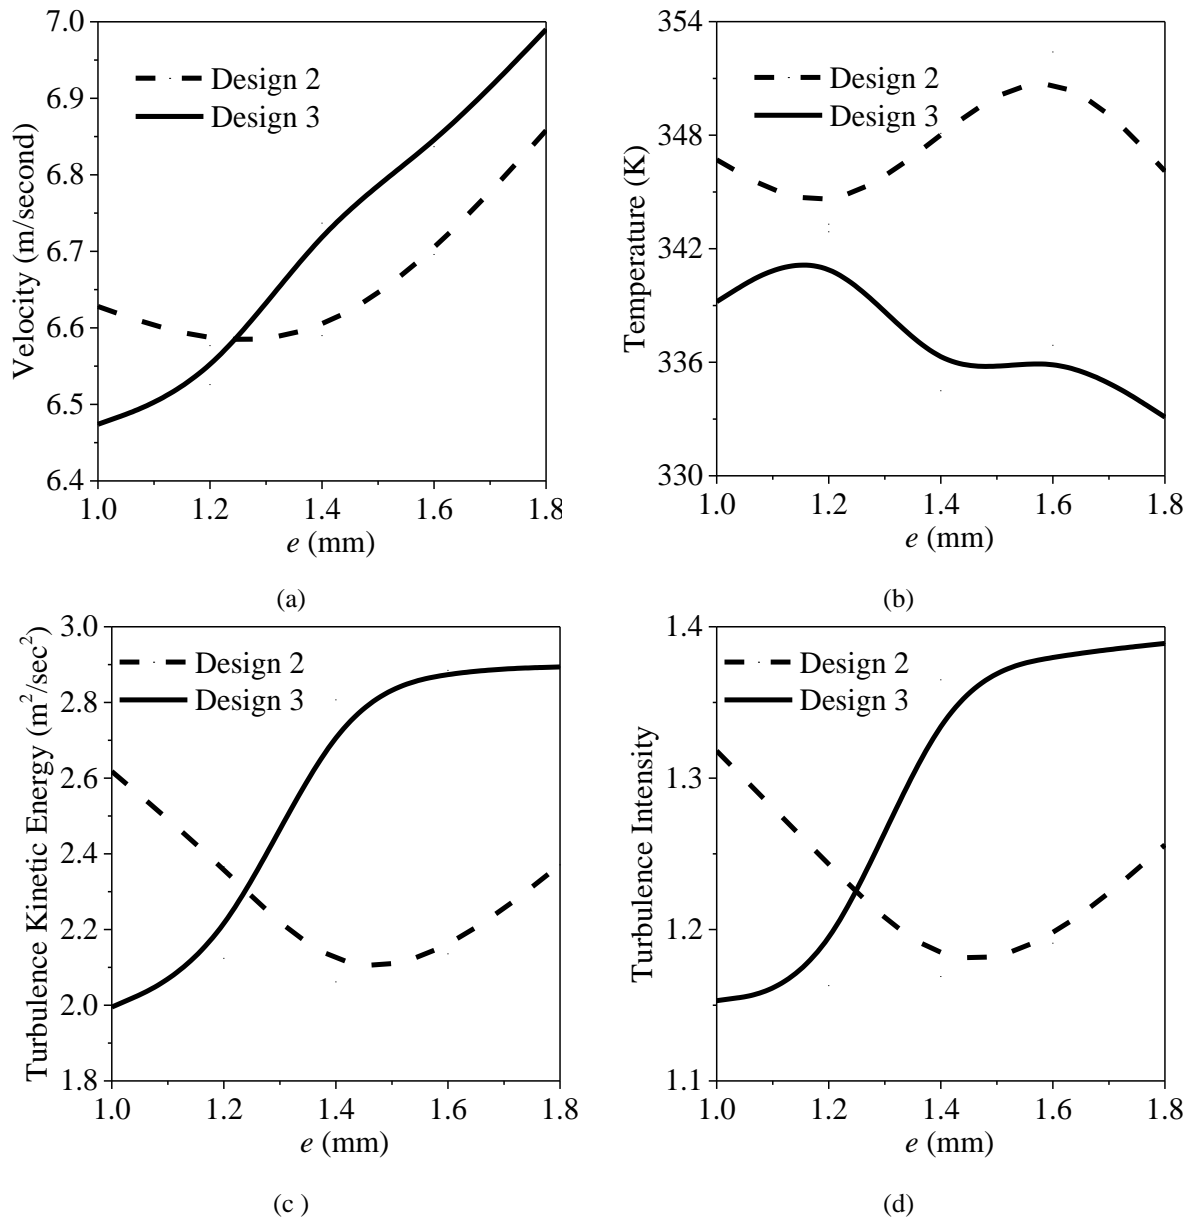 7.0
6.9
6.8
6.7
6.6
6.5
6.4
Velocity (m/second)
Design 2
Design 3
1.0 1.2 1.4 1.6 1.8
e (mm)
(a)
354
348
342
336
330
Temperature (K)
Design 2
Design 3
1.0 1.2 1.4 1.6 1.8
e (mm)
(b)
3.0
2.8
2.6
2.4
2.2
2.0
1.8
Turbulence Kinetic Energy (m²/sec²)
Design 2
Design 3
1.0 1.2 1.4 1.6 1.8
e (mm)
(c )
1.4
1.3
1.2
1.1
Turbulence Intensity
Design 2
Design 3
1.0 1.2 1.4 1.6 1.8
e (mm)
(d)